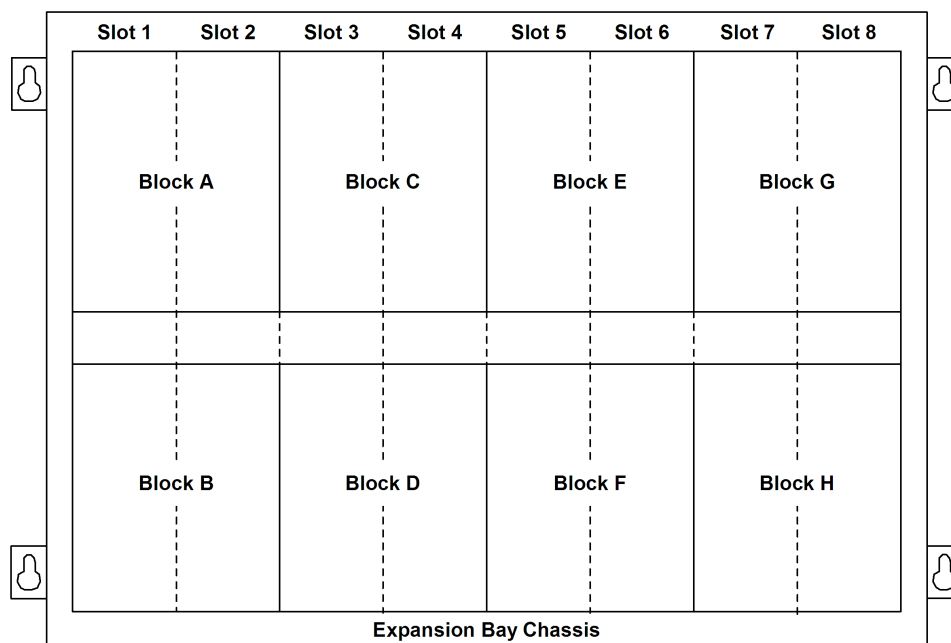 Slot 1 Slot 2 Slot 3 Slot 4 Slot 5 Slot 6 Slot 7 Slot 8
Block A Block C Block E Block G
Block B Block D Block F Block H
Expansion Bay Chassis